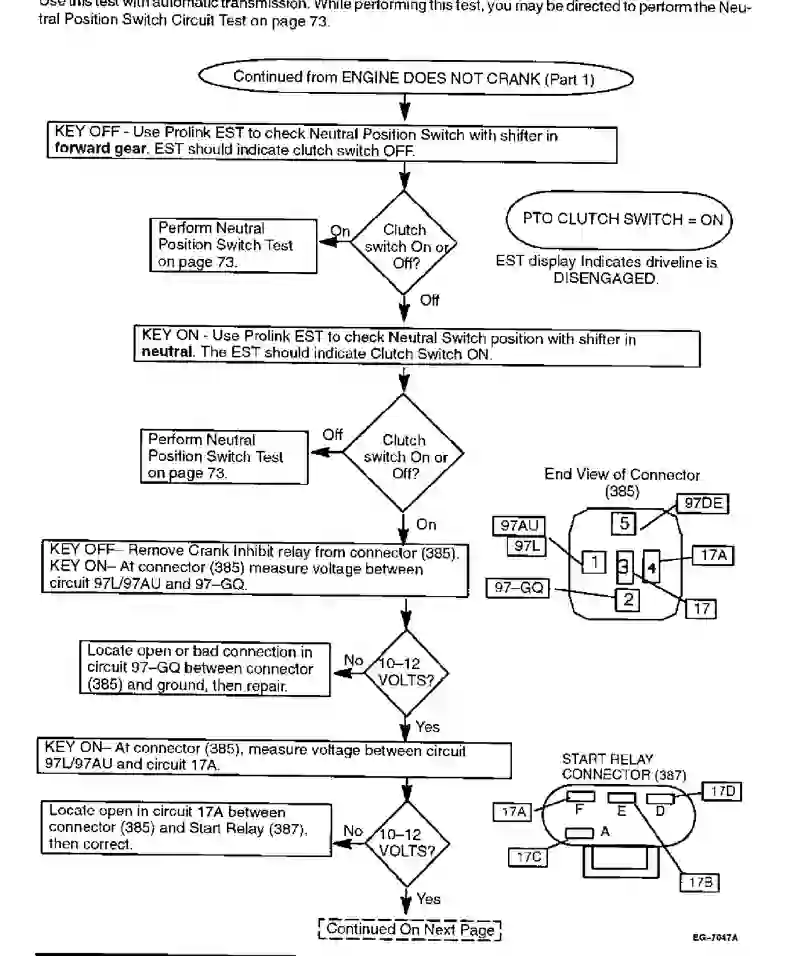 Use this test with automatic transmission. While performing this test, you may be directed to perform the Neu-
tral Position Switch Circuit Test on page 73.
Continued from ENGINE DOES NOT CRANK (Part 1)
KEY OFF - Use Prolink EST to check Neutral Position Switch with shifter in
forward gear. EST should indicate clutch switch OFF.
Perform Neutral
Position Switch Test
on page 73.
On
Clutch
switch On or
Off?
PTO CLUTCH SWITCH = ON
EST display Indicates driveline is
DISENGAGED.
Off
KEY ON - Use Prolink EST to check Neutral Switch position with shifter in
neutral. The EST should indicate Clutch Switch ON.
Perform Neutral
Position Switch Test
on page 73.
Off
Clutch
switch On or
Off?
On
End View of Connector
(385)
97DE
97AU
97L
5
1
3
4
17A
97–GQ
2
17
KEY OFF– Remove Crank Inhibit relay from connector (385).
KEY ON– At connector (385) measure voltage between
circuit 97L/97AU and 97–GQ.
Locate open or bad connection in
circuit 97–GQ between connector
(385) and ground, then repair.
No
10–12
VOLTS?
Yes
KEY ON– At connector (385), measure voltage between circuit
97L/97AU and circuit 17A.
Locate open in circuit 17A between
connector (385) and Start Relay (387),
then correct.
No
10–12
VOLTS?
Yes
START RELAY
CONNECTOR (387)
17D
17A
F
E
D
A
17C
17B
Continued On Next Page
EG–7047A